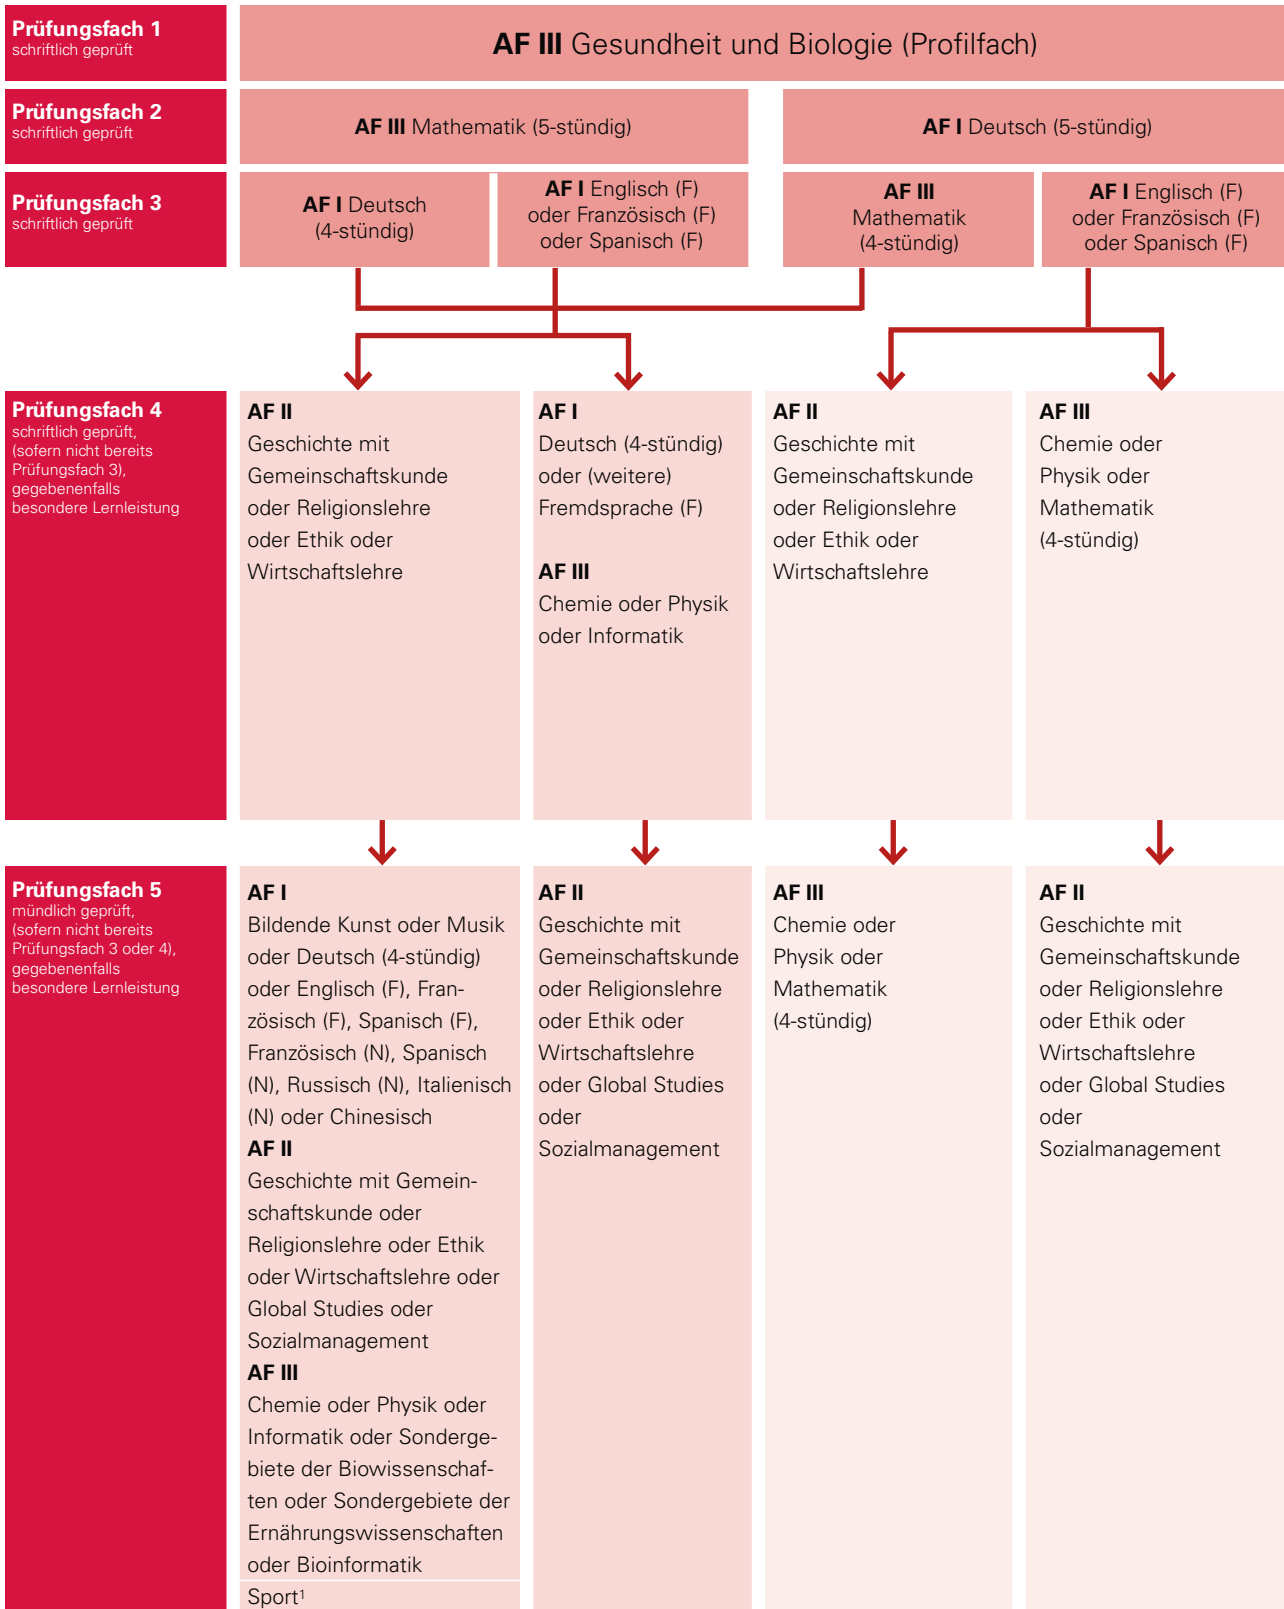 Prüfungsfach 1
schriftlich geprüft
AF III Gesundheit und Biologie (Profilfach)
Prüfungsfach 2
schriftlich geprüft
AF III Mathematik (5-stündig)
AF I Deutsch (5-stündig)
Prüfungsfach 3
schriftlich geprüft
AF I Deutsch
(4-stündig)
AF I Englisch (F)
oder Französisch (F)
oder Spanisch (F)
AF III
Mathematik
(4-stündig)
AF I Englisch (F)
oder Französisch (F)
oder Spanisch (F)
Prüfungsfach 4
schriftlich geprüft,
(sofern nicht bereits
Prüfungsfach 3),
gegebenenfalls
besondere Lernleistung
AF II
Geschichte mit
Gemeinschaftskunde
oder Religionslehre
oder Ethik oder
Wirtschaftslehre
AF I
Deutsch (4-stündig)
oder (weitere)
Fremdsprache (F)
AF III
Chemie oder Physik
oder Informatik
AF II
Geschichte mit
Gemeinschaftskunde
oder Religionslehre
oder Ethik oder
Wirtschaftslehre
AF III
Chemie oder
Physik oder
Mathematik
(4-stündig)
Prüfungsfach 5
mündlich geprüft,
(sofern nicht bereits
Prüfungsfach 3 oder 4),
gegebenenfalls
besondere Lernleistung
AF I
Bildende Kunst oder Musik
oder Deutsch (4-stündig)
oder Englisch (F), Fran-
zösisch (F), Spanisch (F),
Französisch (N), Spanisch
(N), Russisch (N), Italienisch
(N) oder Chinesisch
AF II
Geschichte mit Gemein-
schaftskunde oder
Religionslehre oder Ethik
oder Wirtschaftslehre oder
Global Studies oder
Sozialmanagement
AF III
Chemie oder Physik oder
Informatik oder Sonderge-
biete der Biowissenschaf-
ten oder Sondergebiete der
Ernährungswissenschaften
oder Bioinformatik
Sport¹
AF II
Geschichte mit
Gemeinschaftskunde
oder Religionslehre
oder Ethik oder
Wirtschaftslehre
oder Global Studies
oder
Sozialmanagement
AF III
Chemie oder
Physik oder
Mathematik
(4-stündig)
AF II
Geschichte mit
Gemeinschaftskunde
oder Religionslehre
oder Ethik oder
Wirtschaftslehre
oder Global Studies
oder
Sozialmanagement